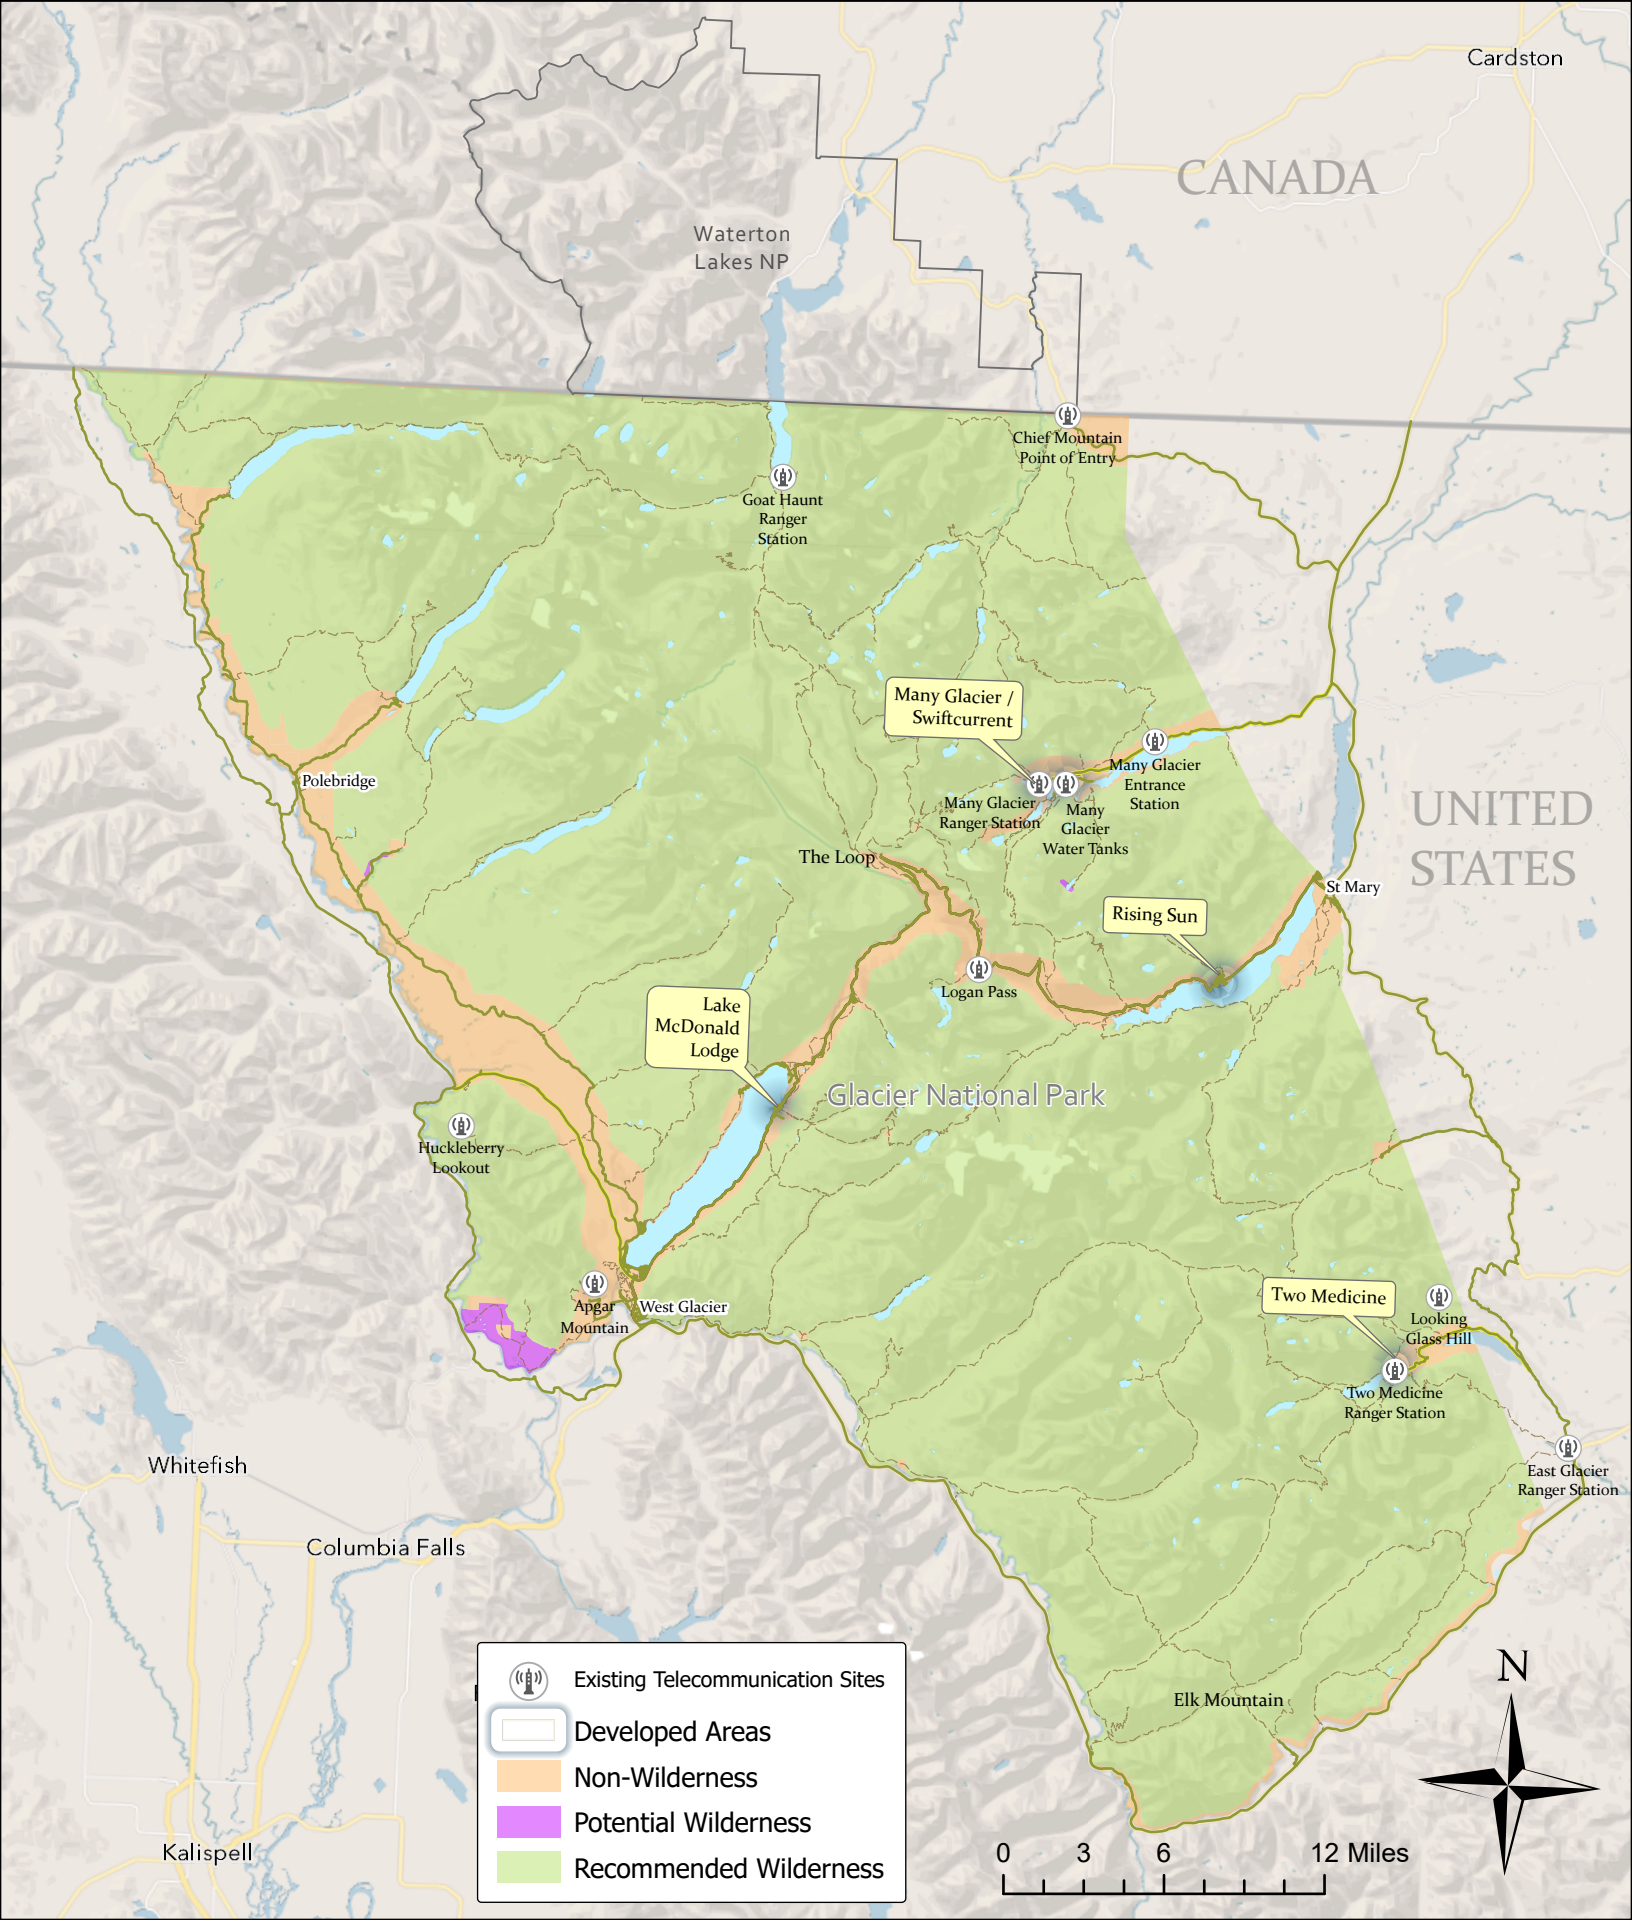 Cardston
CANADA
Waterton
Lakes NP
Chief Mountain
Point of Entry
Goat Haunt
Ranger
Station
Many Glacier /
Swiftcurrent
Many Glacier
Entrance
Station
Many Glacier
Ranger Station
Many
Glacier
Water Tanks
Polebridge
UNITED
STATES
The Loop
St Mary
Rising Sun
Logan Pass
Lake
McDonald
Lodge
Glacier National Park
Huckleberry
Lookout
Apgar
Mountain
West Glacier
Two Medicine
Looking
Glass Hill
Two Medicine
Ranger Station
East Glacier
Ranger Station
Whitefish
Columbia Falls
Elk Mountain
Kalispell
Existing Telecommunication Sites
Developed Areas
Non-Wilderness
Potential Wilderness
Recommended Wilderness
N
0 3 6 12 Miles